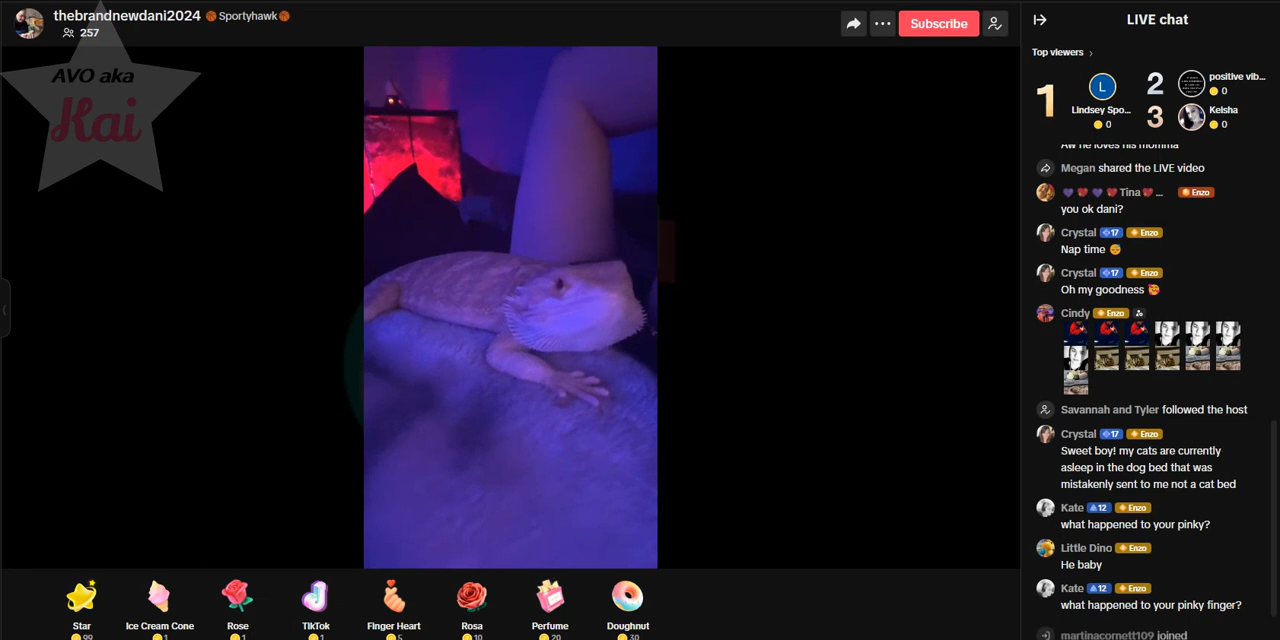 thebrandnewdani2024 🏀 Sportyhawk🏀
257
Subscribe
AVO aka
Kai
LIVE chat
Top viewers
1
L
Lindsey Spo...
0
2
positive vib...
0
3
Kelsha
0
Aw he loves his momma
Megan shared the LIVE video
💜 💖 💜 💖 Tina 💖 ... Enzo
you ok dani?
Crystal 17 Enzo
Nap time 😴
Crystal 17 Enzo
Oh my goodness 🥰
Cindy Enzo
Savannah and Tyler followed the host
Crystal 17 Enzo
Sweet boy! my cats are currently
asleep in the dog bed that was
mistakenly sent to me not a cat bed
Kate 12 Enzo
what happened to your pinky?
Little Dino Enzo
He baby
Kate 12 Enzo
what happened to your pinky finger?
martinacornett109 joined
Star
99
Ice Cream Cone
1
Rose
1
TikTok
1
Finger Heart
5
Rosa
10
Perfume
20
Doughnut
30